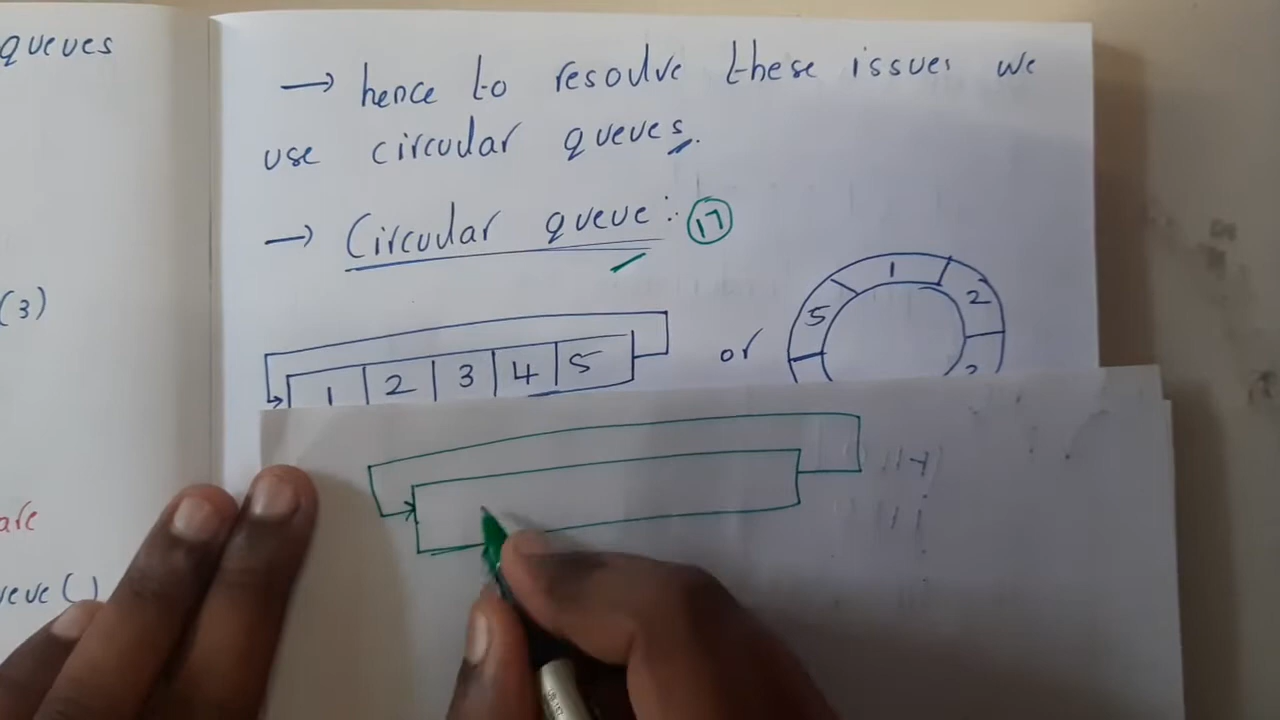 queues
→ hence to resolve these issues we
use circular queues.
→ Circular queue :. 17
1 2 3 4 5
or
5 1 2
(3)
are